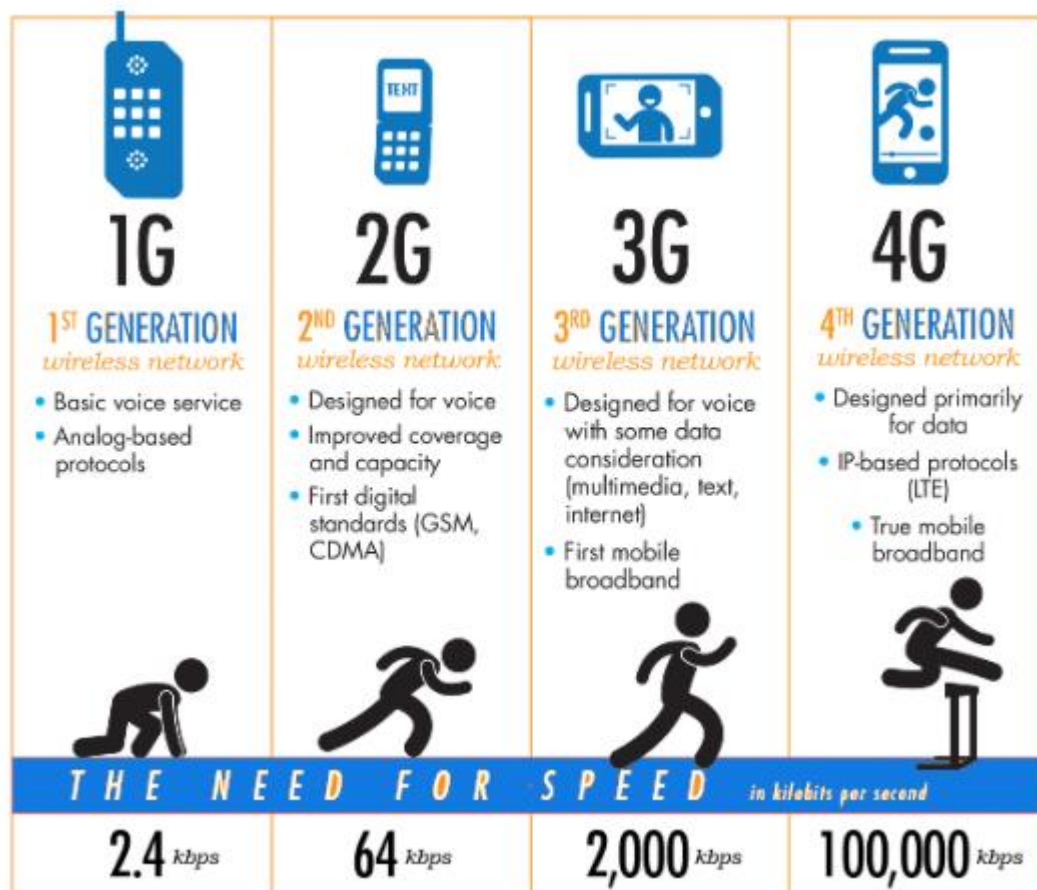 TEXT
1G
1ST GENERATION
wireless network
• Basic voice service
• Analog-based
protocols
2G
2ND GENERATION
wireless network
• Designed for voice
• Improved coverage
and capacity
• First digital
standards (GSM,
CDMA)
3G
3RD GENERATION
wireless network
• Designed for voice
with some data
consideration
(multimedia, text,
internet)
• First mobile
broadband
4G
4TH GENERATION
wireless network
• Designed primarily
for data
• IP-based protocols
(LTE)
• True mobile
broadband
THE NEED FOR SPEED in kilobits per second
2.4 kbps
64 kbps
2,000 kbps
100,000 kbps